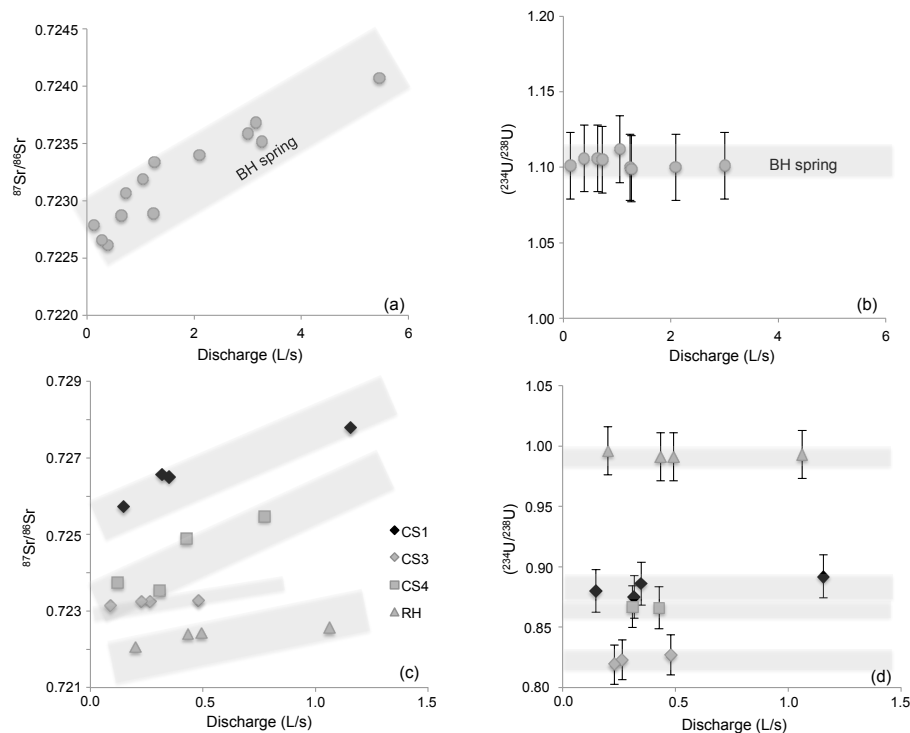 ⁸⁷Sr/⁸⁶Sr
0.7245
0.7240
0.7235
0.7230
0.7225
0.7220
BH spring
(a)
0 2 4 6
Discharge (L/s)
(²³⁴U/²³⁸U)
1.20
1.15
1.10
1.05
1.00
BH spring
(b)
0 2 4 6
Discharge (L/s)
⁸⁷Sr/⁸⁶Sr
0.729
0.727
0.725
0.723
0.721
CS1
CS3
CS4
RH
(c)
0.0 0.5 1.0 1.5
Discharge (L/s)
(²³⁴U/²³⁸U)
1.05
1.00
0.95
0.90
0.85
0.80
(d)
0.0 0.5 1.0 1.5
Discharge (L/s)